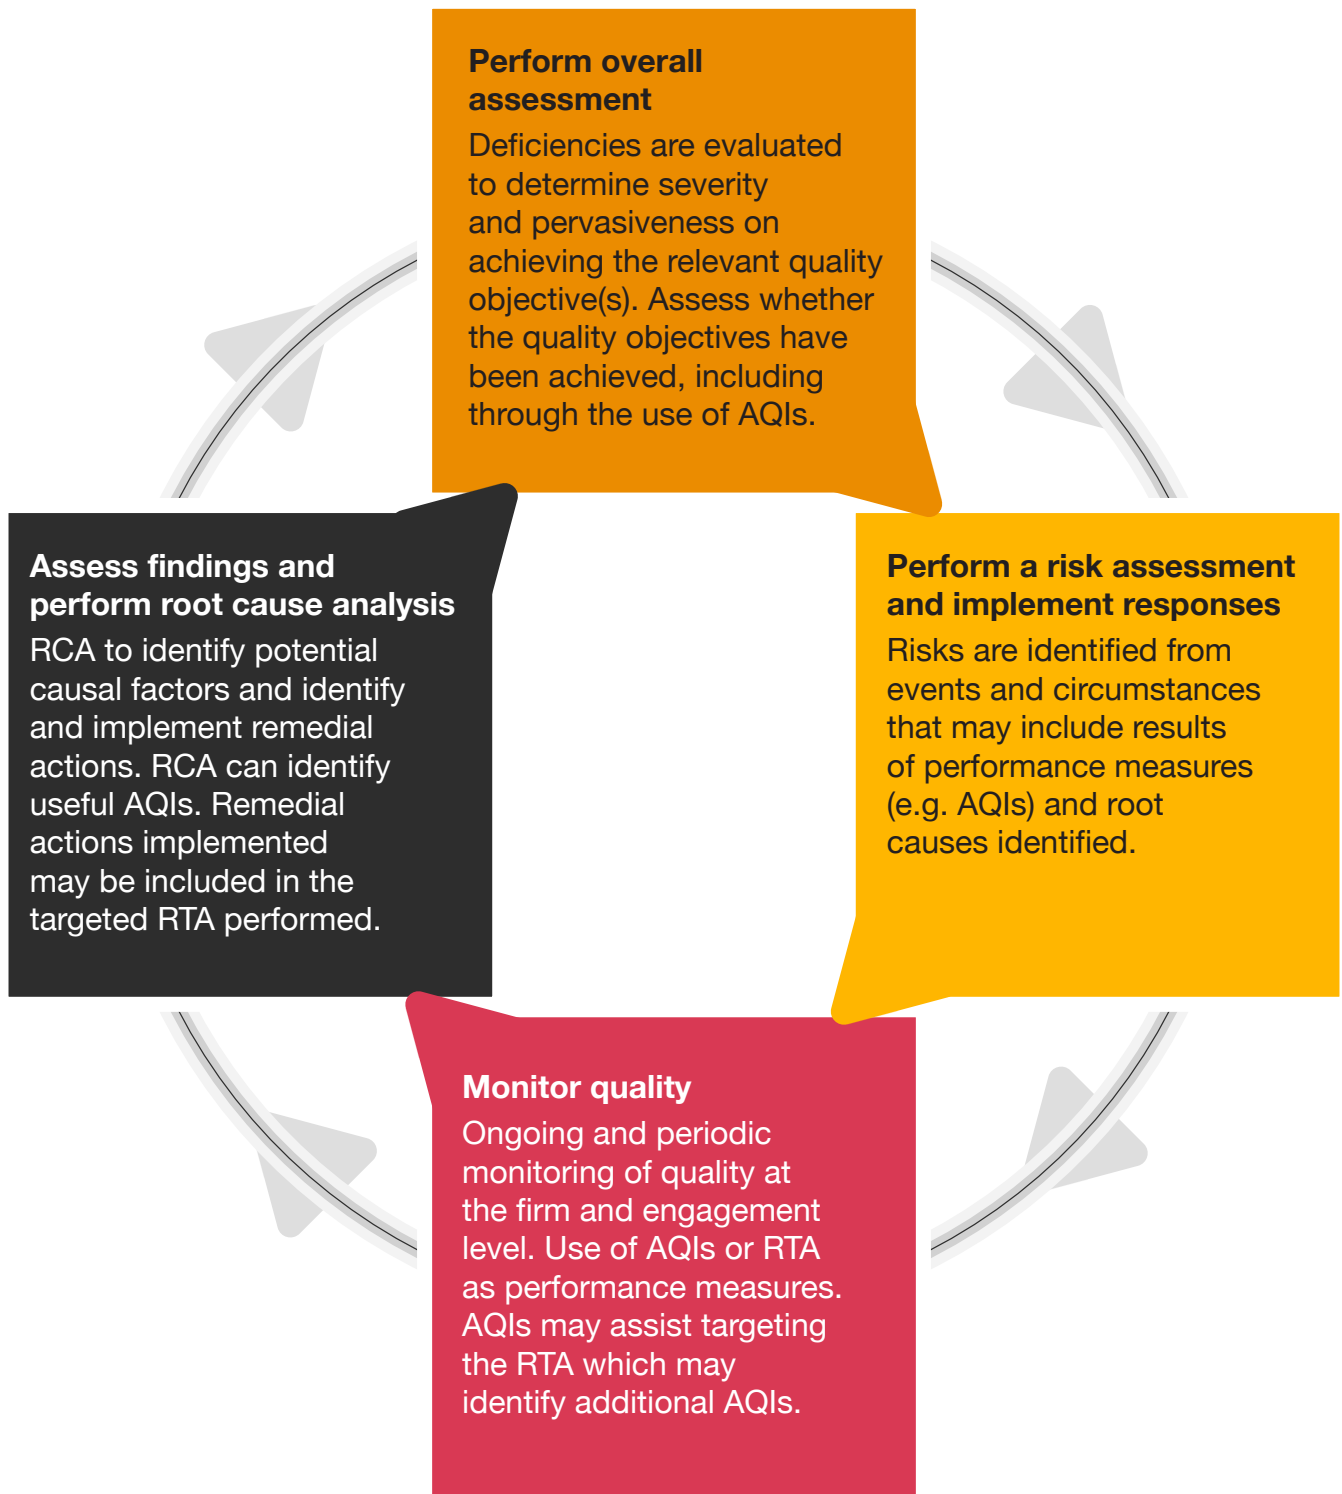 Perform overall
assessment
Deficiencies are evaluated
to determine severity
and pervasiveness on
achieving the relevant quality
objective(s). Assess whether
the quality objectives have
been achieved, including
through the use of AQIs.
Perform a risk assessment
and implement responses
Risks are identified from
events and circumstances
that may include results
of performance measures
(e.g. AQIs) and root
causes identified.
Monitor quality
Ongoing and periodic
monitoring of quality at
the firm and engagement
level. Use of AQIs or RTA
as performance measures.
AQIs may assist targeting
the RTA which may
identify additional AQIs.
Assess findings and
perform root cause analysis
RCA to identify potential
causal factors and identify
and implement remedial
actions. RCA can identify
useful AQIs. Remedial
actions implemented
may be included in the
targeted RTA performed.